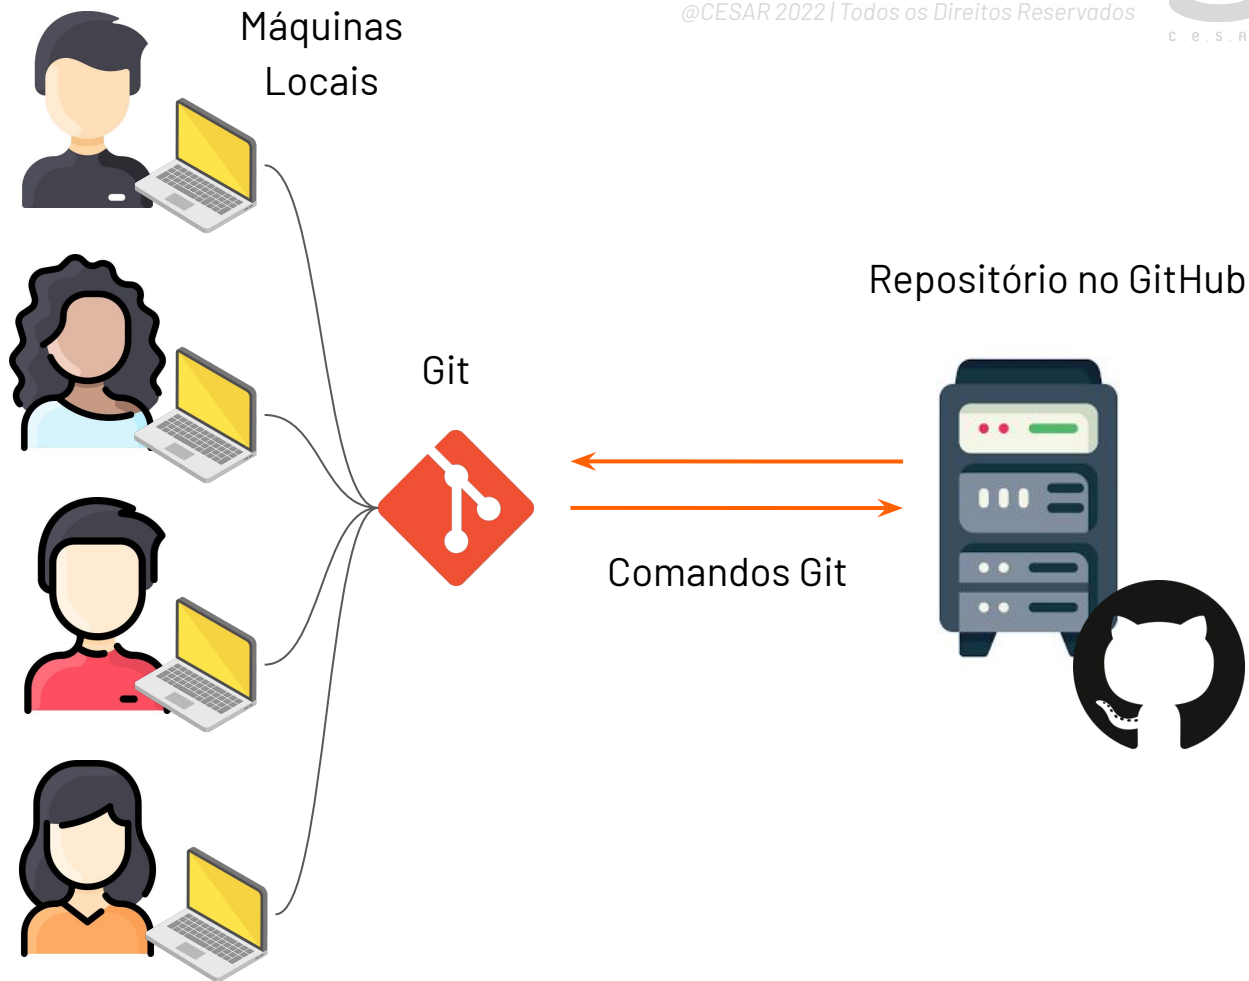 @CESAR 2022 | Todos os Direitos Reservados
c.e.s.a
Máquinas
Locais
Repositório no GitHub
Git
Comandos Git